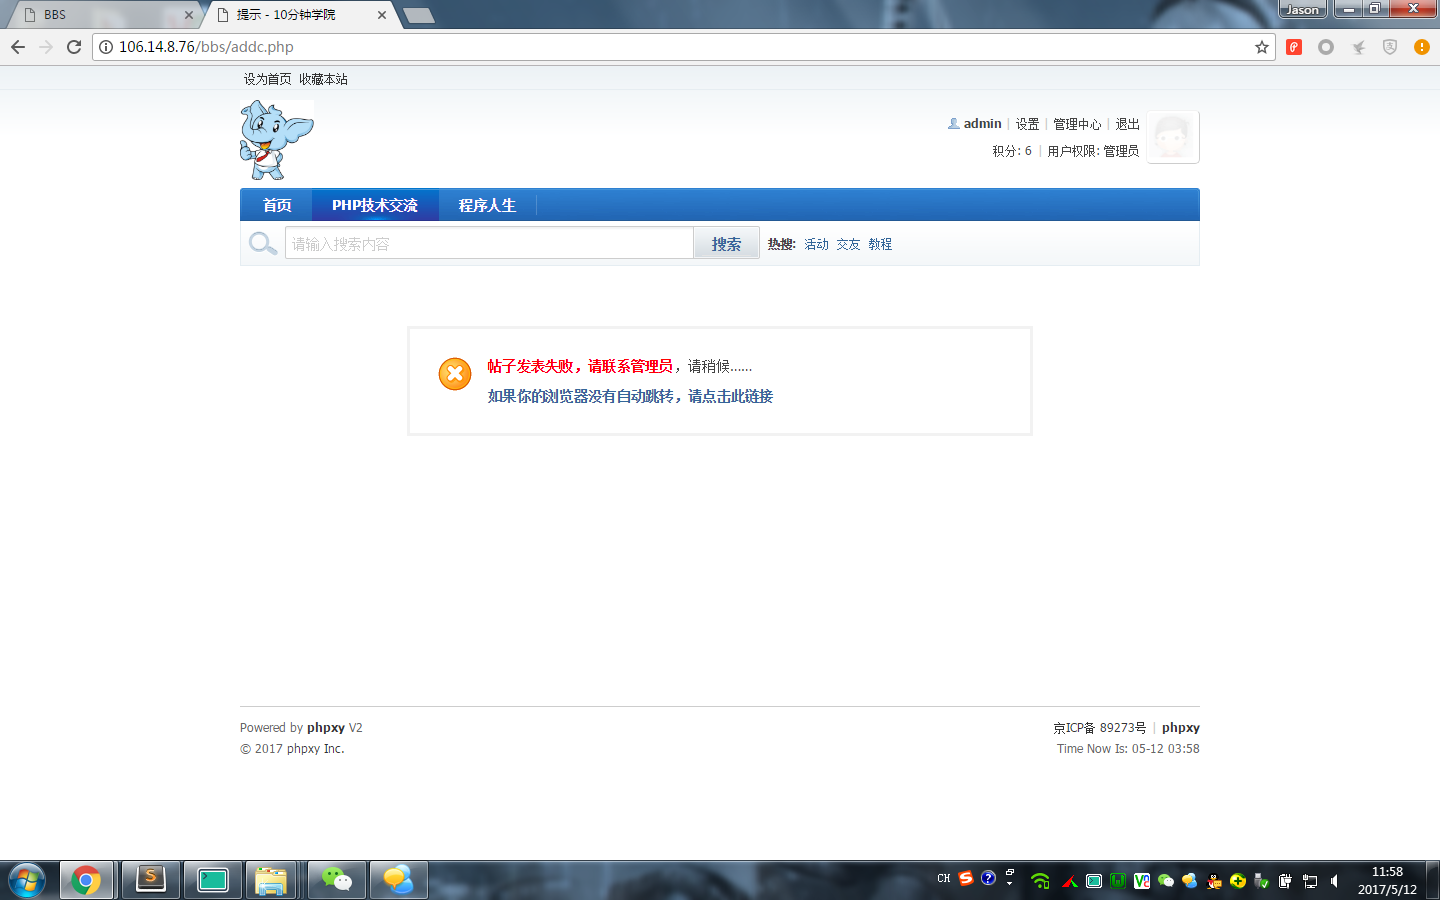 BBS
提示 - 10分钟学院
Jason
106.14.8.76/bbs/addc.php
设为首页 收藏本站
admin | 设置 | 管理中心 | 退出
积分: 6 | 用户权限: 管理员
首页 PHP技术交流 程序人生
请输入搜索内容 搜索 热搜: 活动 交友 教程
帖子发表失败，请联系管理员，请稍候......
如果你的浏览器没有自动跳转，请点击此链接
Powered by phpxy V2
京ICP备 89273号 | phpxy
© 2017 phpxy Inc.
Time Now Is: 05-12 03:58
CH
11:58
2017/5/12